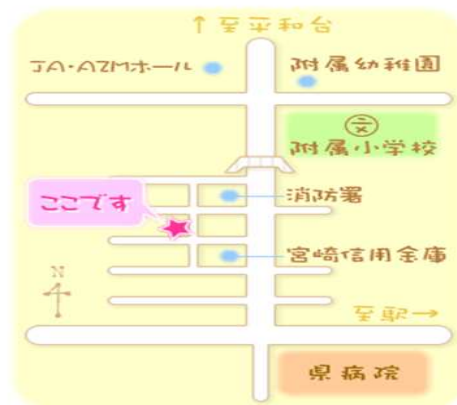 ↑至平和台
JA・AZMホール
附属幼稚園
文
附属小学校
消防署
ここです
宮崎信用金庫
N
至駅→
県病院